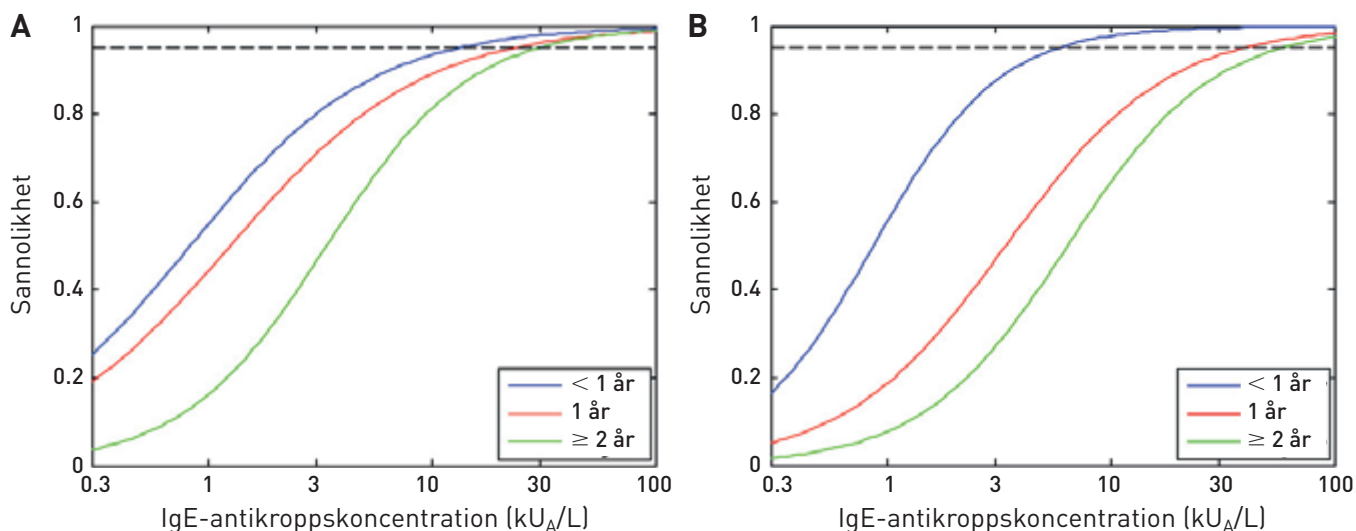 A
Sannolikhet
1
0.8
0.6
0.4
0.2
0
0.3 1 3 10 30 100
IgE-antikroppskoncentration (kU_A/L)
< 1 år
1 år
≥ 2 år
B
Sannolikhet
1
0.8
0.6
0.4
0.2
0
0.3 1 3 10 30 100
IgE-antikroppskoncentration (kU_A/L)
< 1 år
1 år
≥ 2 år